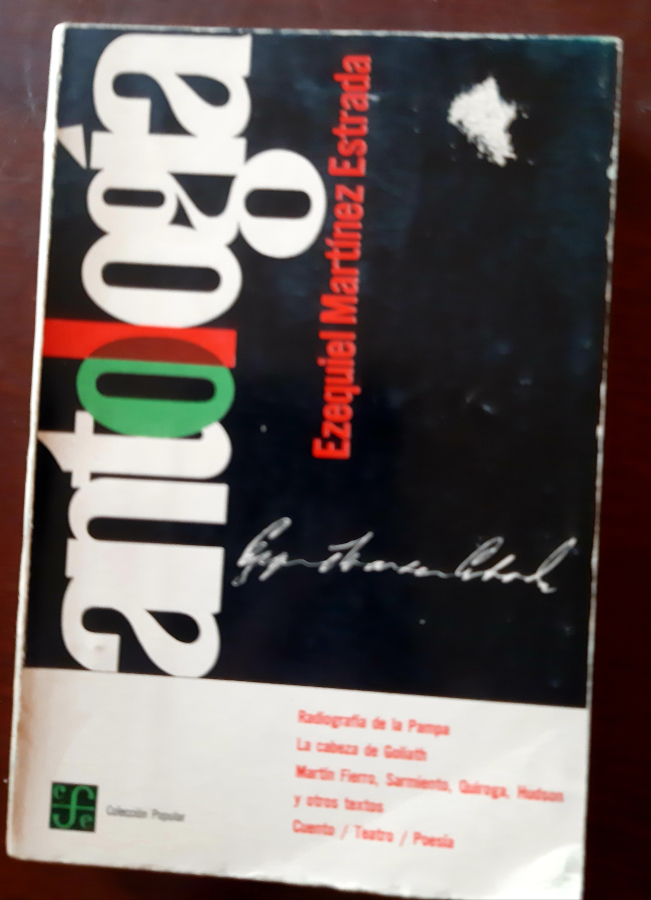 antología
Ezequiel Martínez Estrada
Radiografía de la Pampa
La cabeza de Goliath
Martín Fierro, Sarmiento, Quiroga, Hudson
y otros textos
Cuento / Teatro / Poesía
cfe
Colección Popular